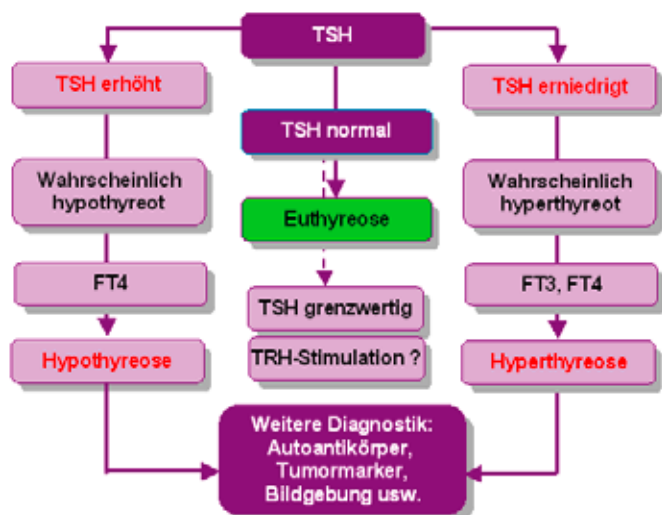 TSH
TSH erhöht
TSH erniedrigt
TSH normal
Wahrscheinlich
hypothyreot
Euthyreose
Wahrscheinlich
hyperthyreot
FT4
TSH grenzwertig
FT3, FT4
Hypothyreose
TRH-Stimulation ?
Hyperthyreose
Weitere Diagnostik:
Autoantikörper,
Tumormarker,
Bildgebung usw.